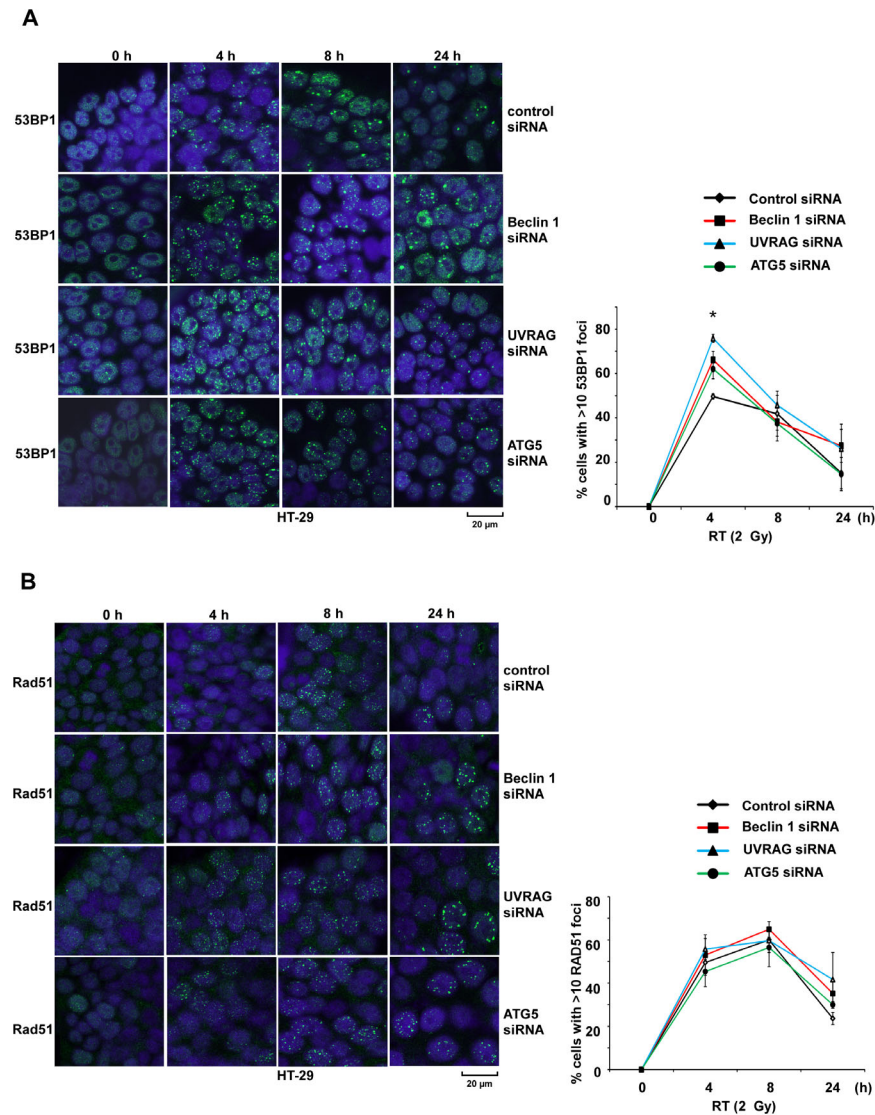 A
0 h 4 h 8 h 24 h
53BP1
control
siRNA
53BP1
Beclin 1
siRNA
53BP1
UVRAG
siRNA
53BP1
ATG5
siRNA
HT-29
20 µm
Control siRNA
Beclin 1 siRNA
UVRAG siRNA
ATG5 siRNA
% cells with >10 53BP1 foci
80
60
40
20
0
*
0 4 8 24 (h)
RT (2 Gy)
B
0 h 4 h 8 h 24 h
Rad51
control
siRNA
Rad51
Beclin 1
siRNA
Rad51
UVRAG
siRNA
Rad51
ATG5
siRNA
HT-29
20 µm
Control siRNA
Beclin 1 siRNA
UVRAG siRNA
ATG5 siRNA
% cells with >10 RAD51 foci
80
60
40
20
0
0 4 8 24 (h)
RT (2 Gy)